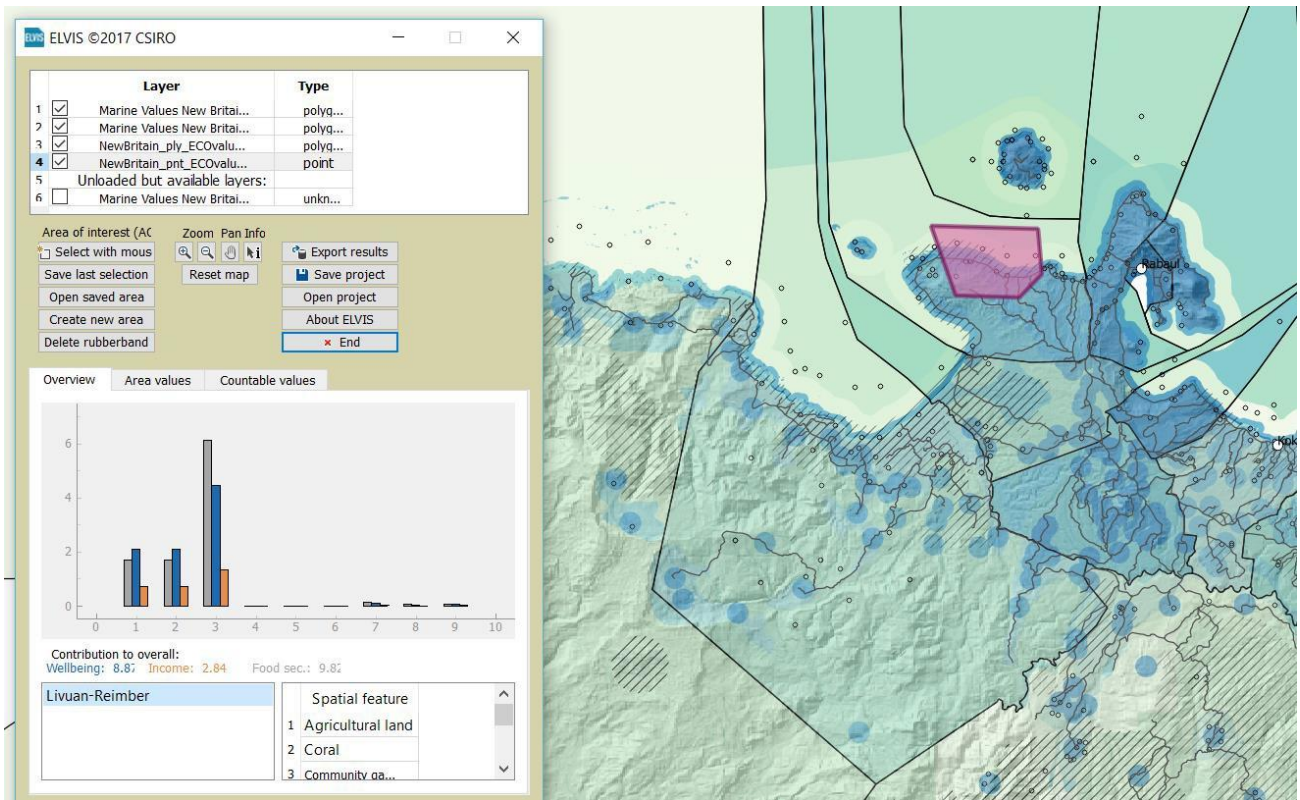 ELVIS ELVIS ©2017 CSIRO
Layer Type
1 Marine Values New Britai... polyg...
2 Marine Values New Britai... polyg...
3 NewBritain_ply_ECOvalu... polyg...
4 NewBritain_pnt_ECOvalu... point
5 Unloaded but available layers:
6 Marine Values New Britai... unkn...
Area of interest (AC Zoom Pan Info
Select with mous Export results
Save last selection Reset map Save project
Open saved area Open project
Create new area About ELVIS
Delete rubberband End
Overview Area values Countable values
6
4
2
0
0 1 2 3 4 5 6 7 8 9 10
Contribution to overall:
Wellbeing: 8.87 Income: 2.84 Food sec.: 9.82
Livuan-Reimber
Spatial feature
1 Agricultural land
2 Coral
3 Community ga...
Rabaul
Kok